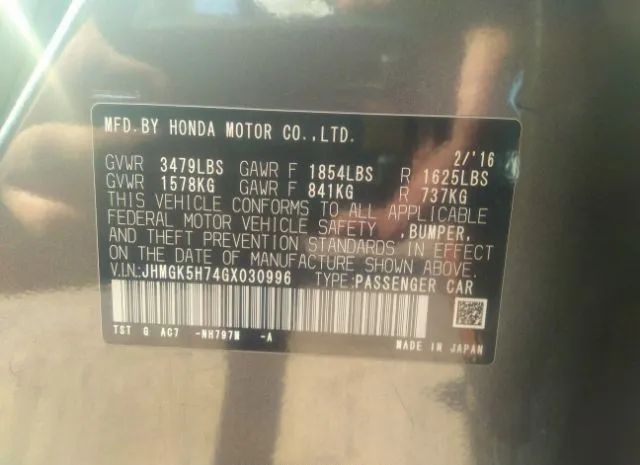 MFD.BY HONDA MOTOR CO.,LTD.
2/'16
GVWR 3479LBS GAWR F 1854LBS R 1625LBS
GVWR 1578KG GAWR F 841KG R 737KG
THIS VEHICLE CONFORMS TO ALL APPLICABLE
FEDERAL MOTOR VEHICLE SAFETY ,BUMPER,
AND THEFT PREVENTION STANDARDS IN EFFECT
ON THE DATE OF MANUFACTURE SHOWN ABOVE.
V.I.N:JHMGK5H74GX030996 TYPE:PASSENGER CAR
TST G AC7 -NH797M -A MADE IN JAPAN